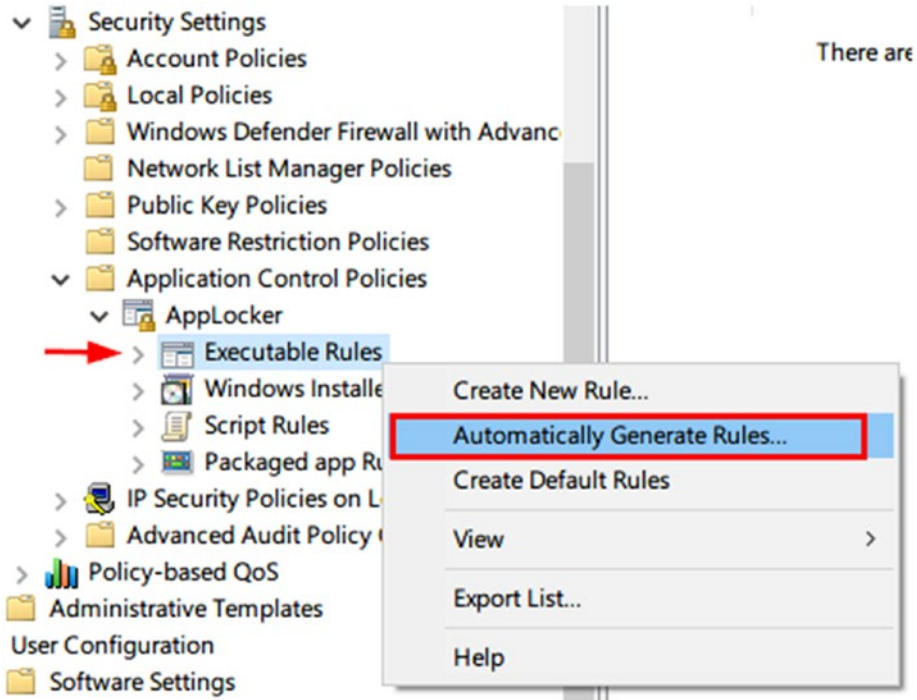 Security Settings
There are
Account Policies
Local Policies
Windows Defender Firewall with Advanc
Network List Manager Policies
Public Key Policies
Software Restriction Policies
Application Control Policies
AppLocker
Executable Rules
Windows Installe
Script Rules
Packaged app Ru
IP Security Policies on L
Advanced Audit Policy
Policy-based QoS
Administrative Templates
User Configuration
Software Settings
Create New Rule...
Automatically Generate Rules...
Create Default Rules
View
Export List...
Help